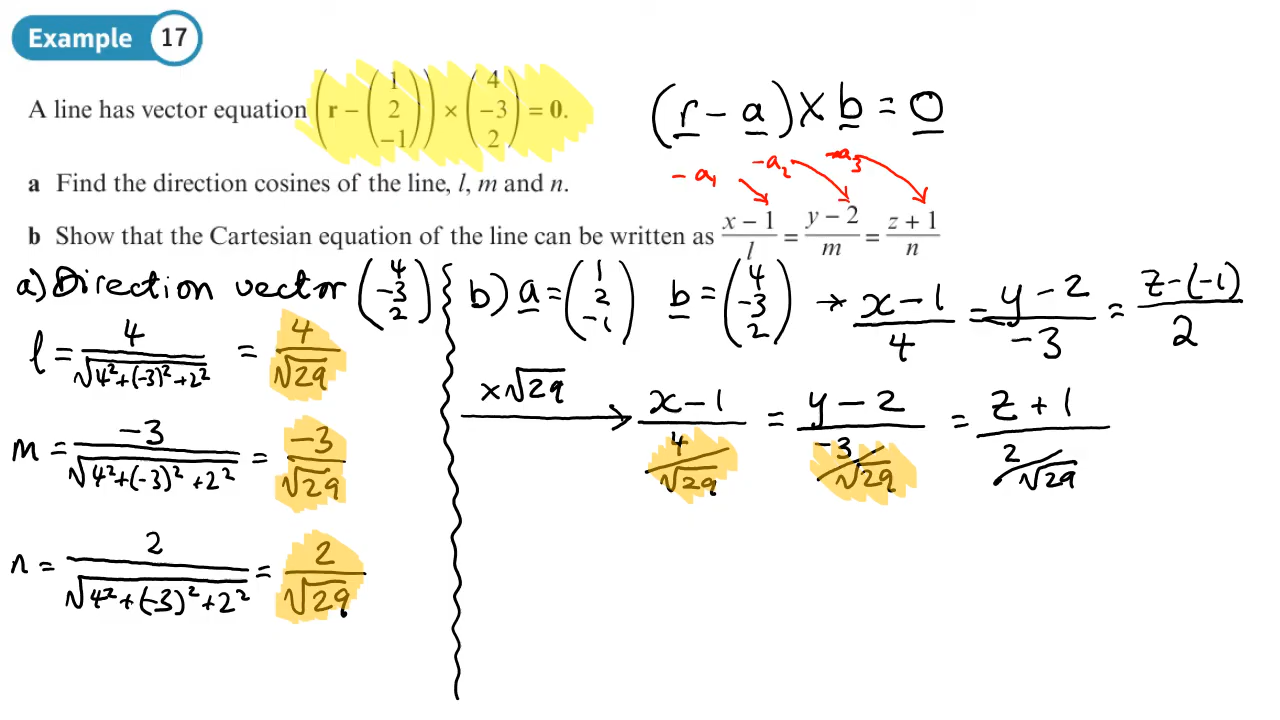 Example 17
A line has vector equation (r − (1 2 −1)) × (4 −3 2) = 0.
(r − a) × b = 0
−a₁ −a₂ −a₃
a Find the direction cosines of the line, l, m and n.
b Show that the Cartesian equation of the line can be written as (x − 1)/l = (y − 2)/m = (z + 1)/n
a) Direction vector (4 −3 2)
l = 4/√(4²+(−3)²+2²) = 4/√29
m = −3/√(4²+(−3)²+2²) = −3/√29
n = 2/√(4²+(−3)²+2²) = 2/√29
b) a = (1 2 −1) b = (4 −3 2) → (x−1)/4 = (y−2)/−3 = (z−(−1))/2
×√29 → (x−1)/(4/√29) = (y−2)/(−3/√29) = (z+1)/(2/√29)